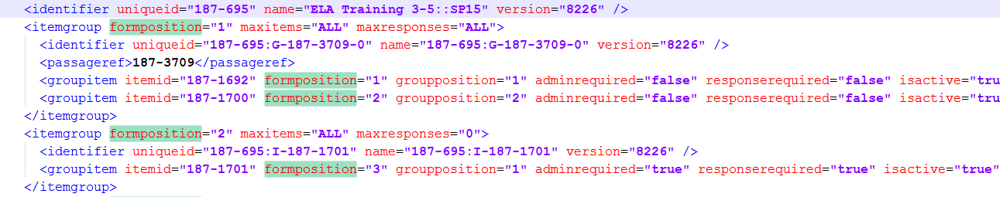 <identifier uniqueid="187-695" name="ELA Training 3-5::SP15" version="8226" />
<itemgroup formposition="1" maxitems="ALL" maxresponses="ALL">
<identifier uniqueid="187-695:G-187-3709-0" name="187-695:G-187-3709-0" version="8226" />
<passageref>187-3709</passageref>
<groupitem itemid="187-1692" formposition="1" groupposition="1" adminrequired="false" responserequired="false" isactive="tru
<groupitem itemid="187-1700" formposition="2" groupposition="2" adminrequired="false" responserequired="false" isactive="tru
</itemgroup>
<itemgroup formposition="2" maxitems="ALL" maxresponses="0">
<identifier uniqueid="187-695:I-187-1701" name="187-695:I-187-1701" version="8226" />
<groupitem itemid="187-1701" formposition="3" groupposition="1" adminrequired="true" responserequired="true" isactive="true"
</itemgroup>